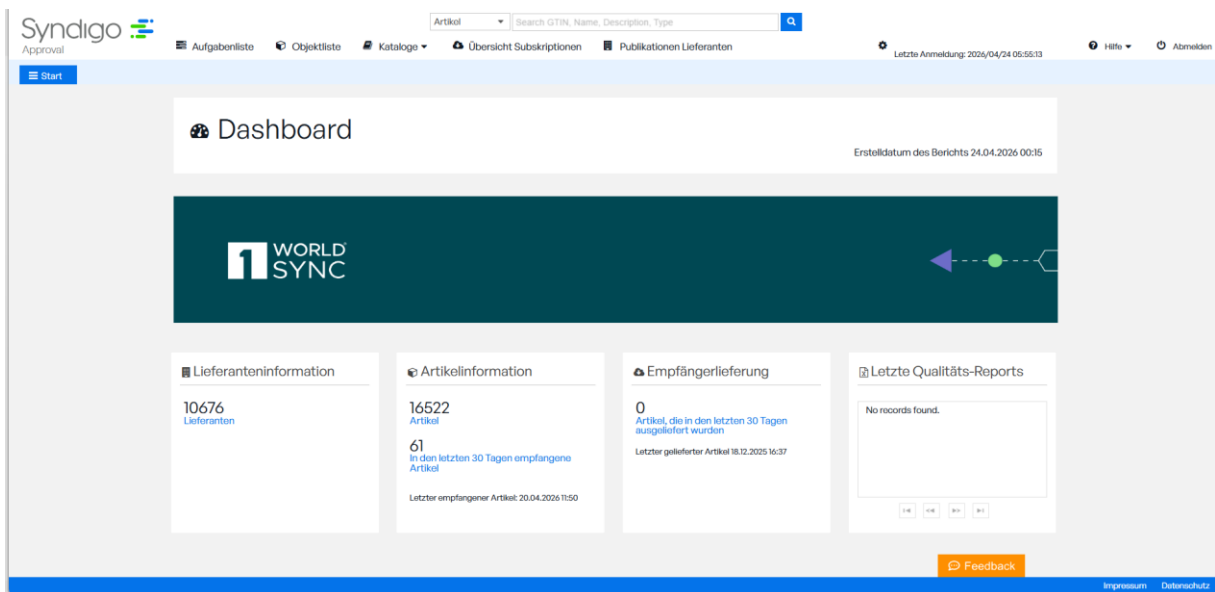 Syndigo
Approval
Artikel
Search GTIN, Name, Description, Type
Aufgabenliste
Objektliste
Kataloge
Übersicht Subskriptionen
Publikationen Lieferanten
Letzte Anmeldung: 2026/04/24 05:55:13
Hilfe
Abmelden
Start
Dashboard
Erstelldatum des Berichts 24.04.2026 00:15
1 WORLD
SYNC
Lieferanteninformation
10676
Lieferanten
Artikelinformation
16522
Artikel
61
In den letzten 30 Tagen empfangene
Artikel
Letzter empfangener Artikel: 20.04.2026 11:50
Empfängerlieferung
0
Artikel, die in den letzten 30 Tagen
ausgeliefert wurden
Letzter gelieferter Artikel 18.12.2025 16:37
Letzte Qualitäts-Reports
No records found.
Feedback
Impressum
Datenschutz